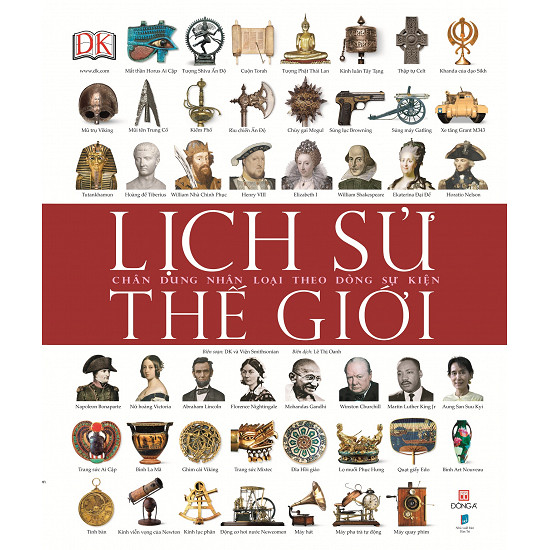 DK
www.dk.com Mắt thần Horus Ai Cập Tượng Shiva Ấn Độ Cuộn Torah Tượng Phật Thái Lan Kinh luân Tây Tạng Thập tự Celt Khanda của đạo Sikh
Mũ trụ Viking Mũi tên Trung Cổ Kiếm Phổ Rìu chiến Ấn Độ Chùy gai Mogul Súng lục Browning Súng máy Gatling Xe tăng Grant M3A3
Tutankhamun Hoàng đế Tiberius William Nhà Chinh Phục Henry VIII Elizabeth I William Shakespeare Ekaterina Đại Đế Horatio Nelson
LỊCH SỬ
CHÂN DUNG NHÂN LOẠI THEO DÒNG SỰ KIỆN
THẾ GIỚI
Biên soạn: DK và Viện Smithsonian Biên dịch: Lê Thị Oanh
Napoleon Bonaparte Nữ hoàng Victoria Abraham Lincoln Florence Nightingale Mohandas Gandhi Winston Churchill Martin Luther King Jr Aung San Suu Kyi
Trang sức Ai Cập Bình La Mã Ghim cài Viking Trang sức Mixtec Đĩa Hồi giáo Lọ muối Phục Hưng Quạt giấy Edo Bình Art Nouveau
ĐÔNG A
Tinh bàn Kính viễn vọng của Newton Kính lục phân Động cơ hơi nước Newcomen Máy hát Máy pha trà tự động Máy quay phim